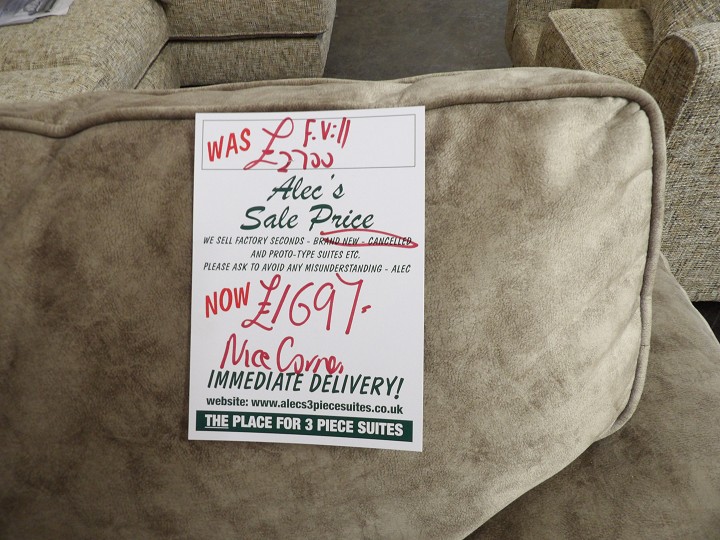 F.Vill
WAS £2700
Alec's
Sale Price
WE SELL FACTORY SECONDS - BRAND NEW - CANCELLED
AND PROTO-TYPE SUITES ETC.
PLEASE ASK TO AVOID ANY MISUNDERSTANDING - ALEC
NOW £1697-
Nice Corner
IMMEDIATE DELIVERY!
website: www.alecs3piecesuites.co.uk
THE PLACE FOR 3 PIECE SUITES